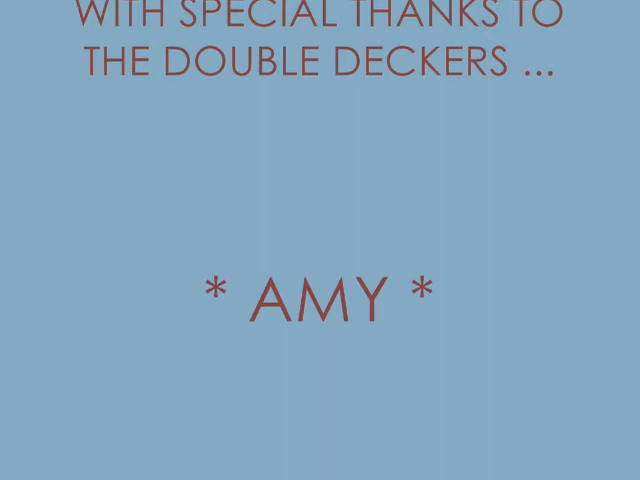 WITH SPECIAL THANKS TO
THE DOUBLE DECKERS ...
* AMY *